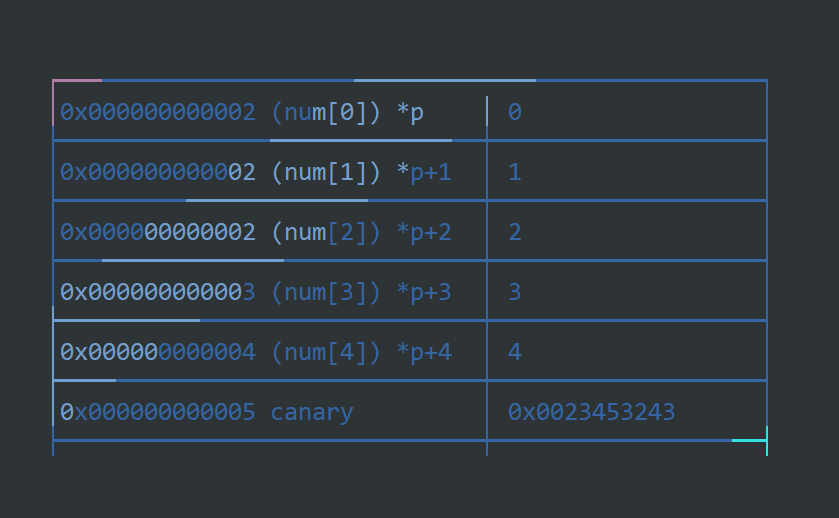 0x000000000002 (num[0]) *p 0
0x000000000002 (num[1]) *p+1 1
0x000000000002 (num[2]) *p+2 2
0x000000000003 (num[3]) *p+3 3
0x000000000004 (num[4]) *p+4 4
0x000000000005 canary 0x0023453243